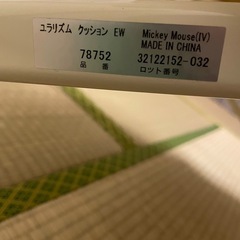 ユラリズム クッション EW Mickey Mouse(IV)
MADE IN CHINA
78752 32122152-032
品 番 ロット番号